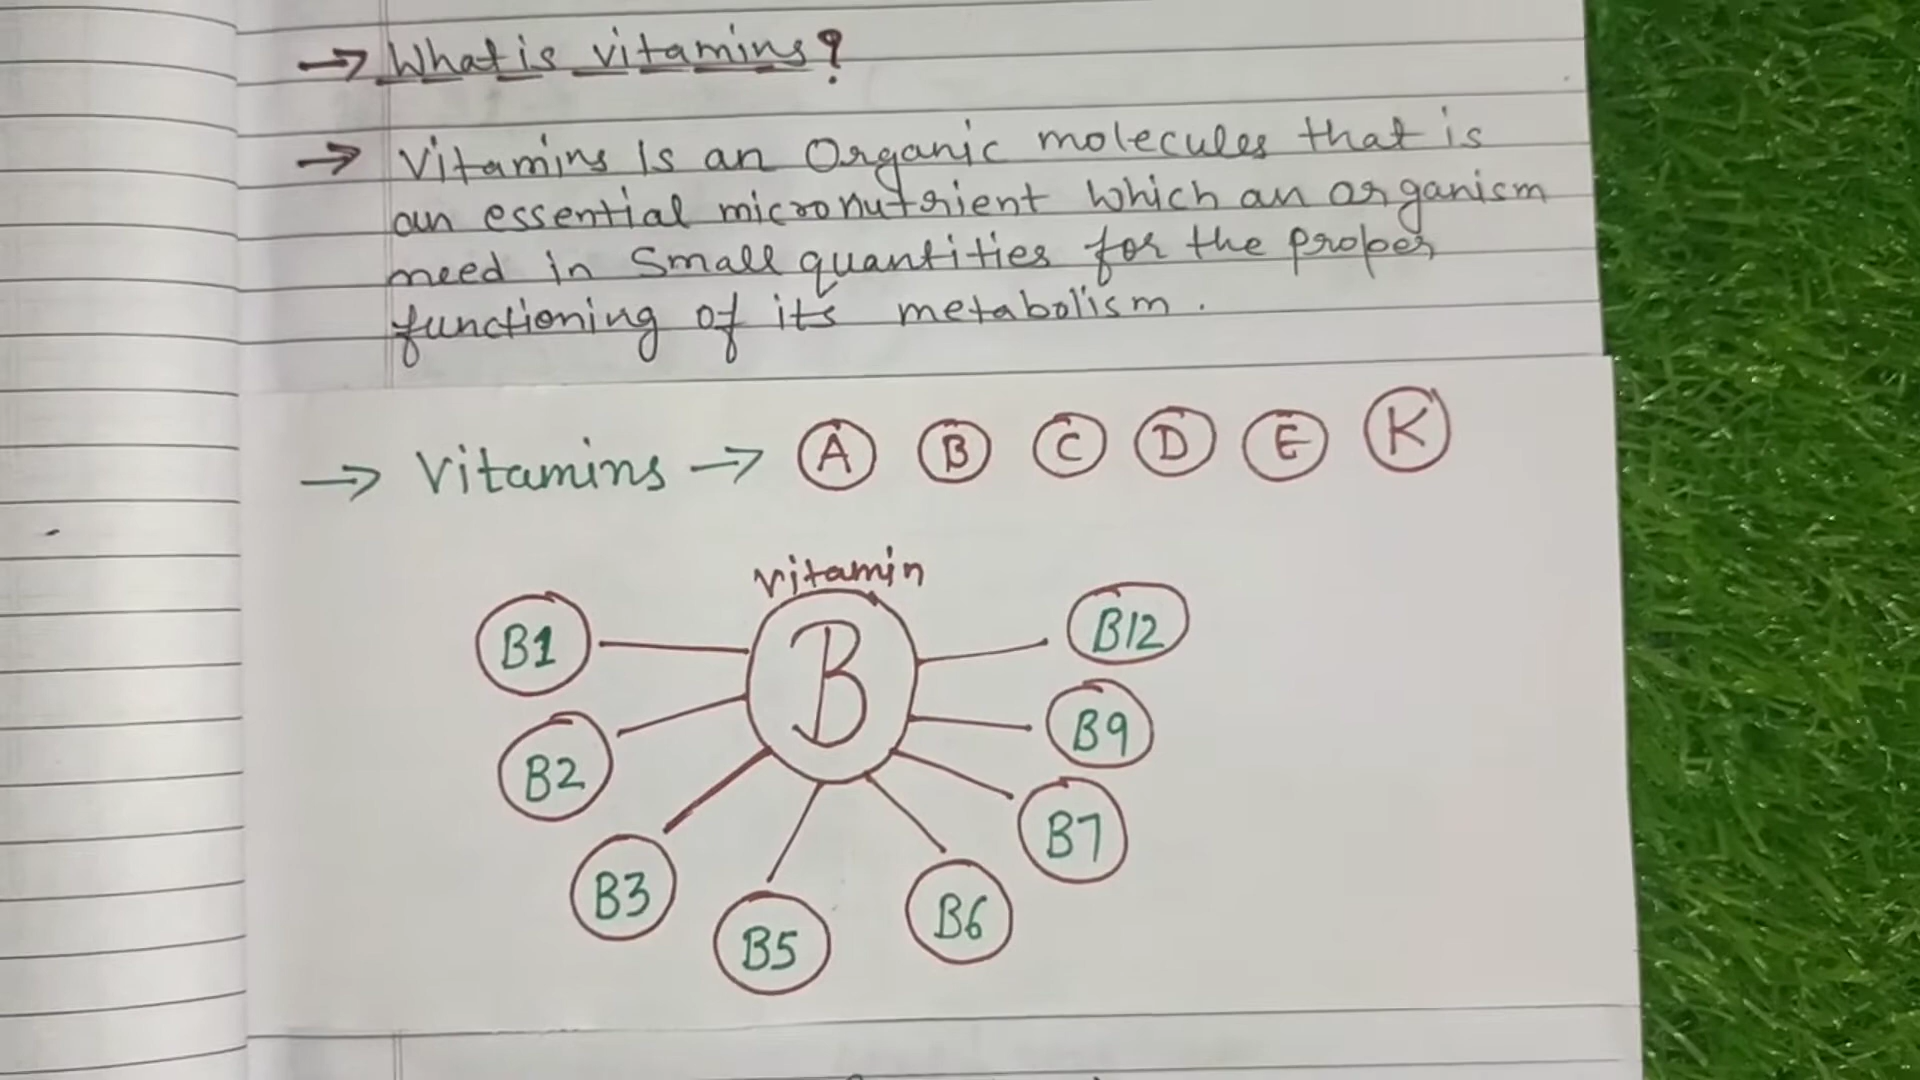 → What is vitamins?
→ Vitamins Is an Organic molecules that is
an essential micronutrient which an organism
need in Small quantities for the proper
functioning of its metabolism.
→ Vitamins → A B C D E K
vitamin
B
B1
B2
B3
B5
B6
B7
B9
B12